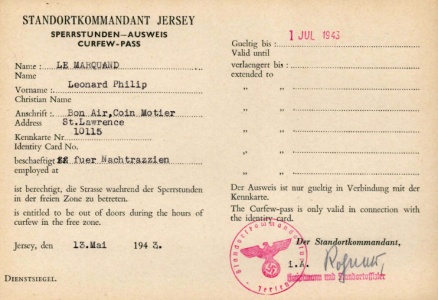 STANDORTKOMMANDANT JERSEY
SPERRSTUNDEN—AUSWEIS
CURFEW-PASS
Name : LE MARQUAND
Name
Vorname : Leonard Philip
Christian Name
Anschrift : Bon Air,Coin Motier
Address St.Lawrence
Kennkarte Nr. 10115
Identity Card No.
beschaeftigt fuer Nachtrazzien
employed at
ist berechtigt, die Strasse waehrend der Sperrstunden
in der freien Zone zu betreten.
is entitled to be out of doors during the hours of
curfew in the free zone.
Jersey, den 13.Mai 194 3.
DIENSTSIEGEL.
Gueltig bis : 1 JUL 1943
Valid until
verlaengert bis :
extended to
„ „
„ „
„ „
„ „
„ „
Der Ausweis ist nur gueltig in Verbindung mit der
Kennkarte.
The Curfew-pass is only valid in connection with
the identity card.
Der Standortkommandant,
i.A.
Standortkommandantur
Jersey